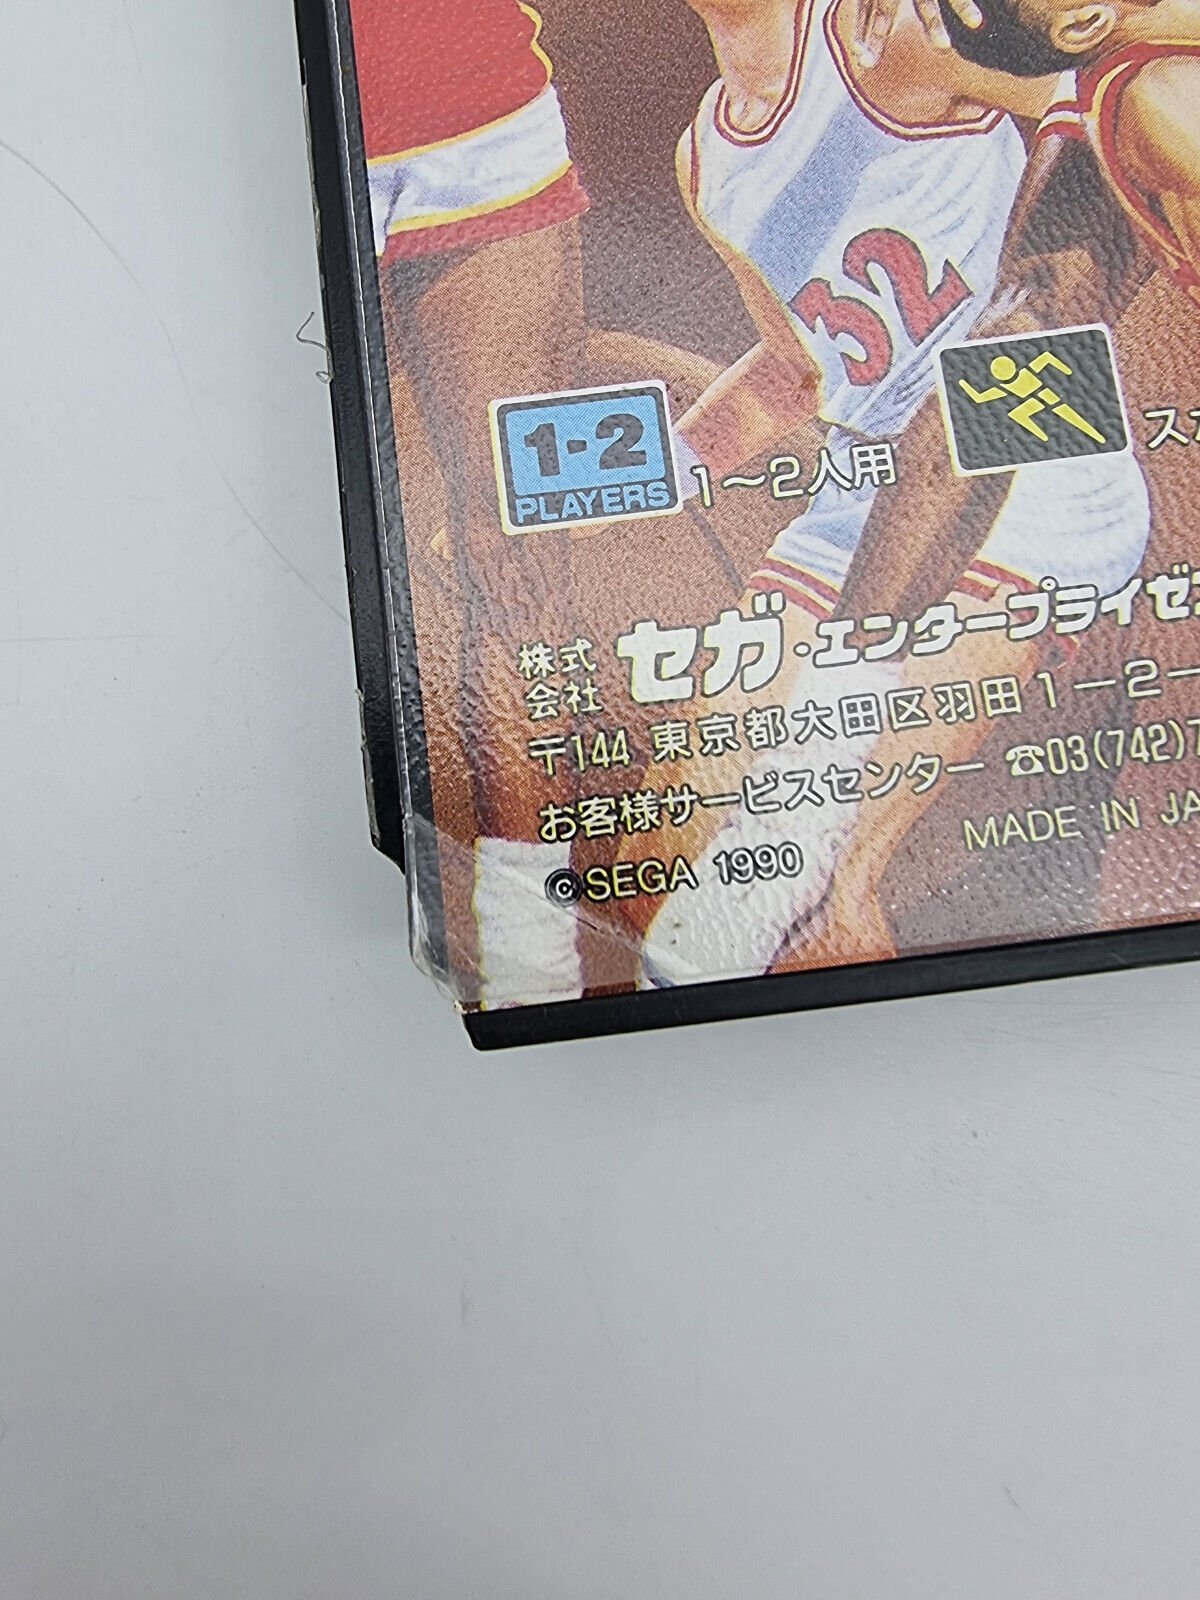 32
1-2
PLAYERS
1〜2人用
ス
株式
会社
セガ・エンタープライゼ
〒144 東京都大田区羽田1-2-
お客様サービスセンター ☎03(742)7
MADE IN JA
©SEGA 1990